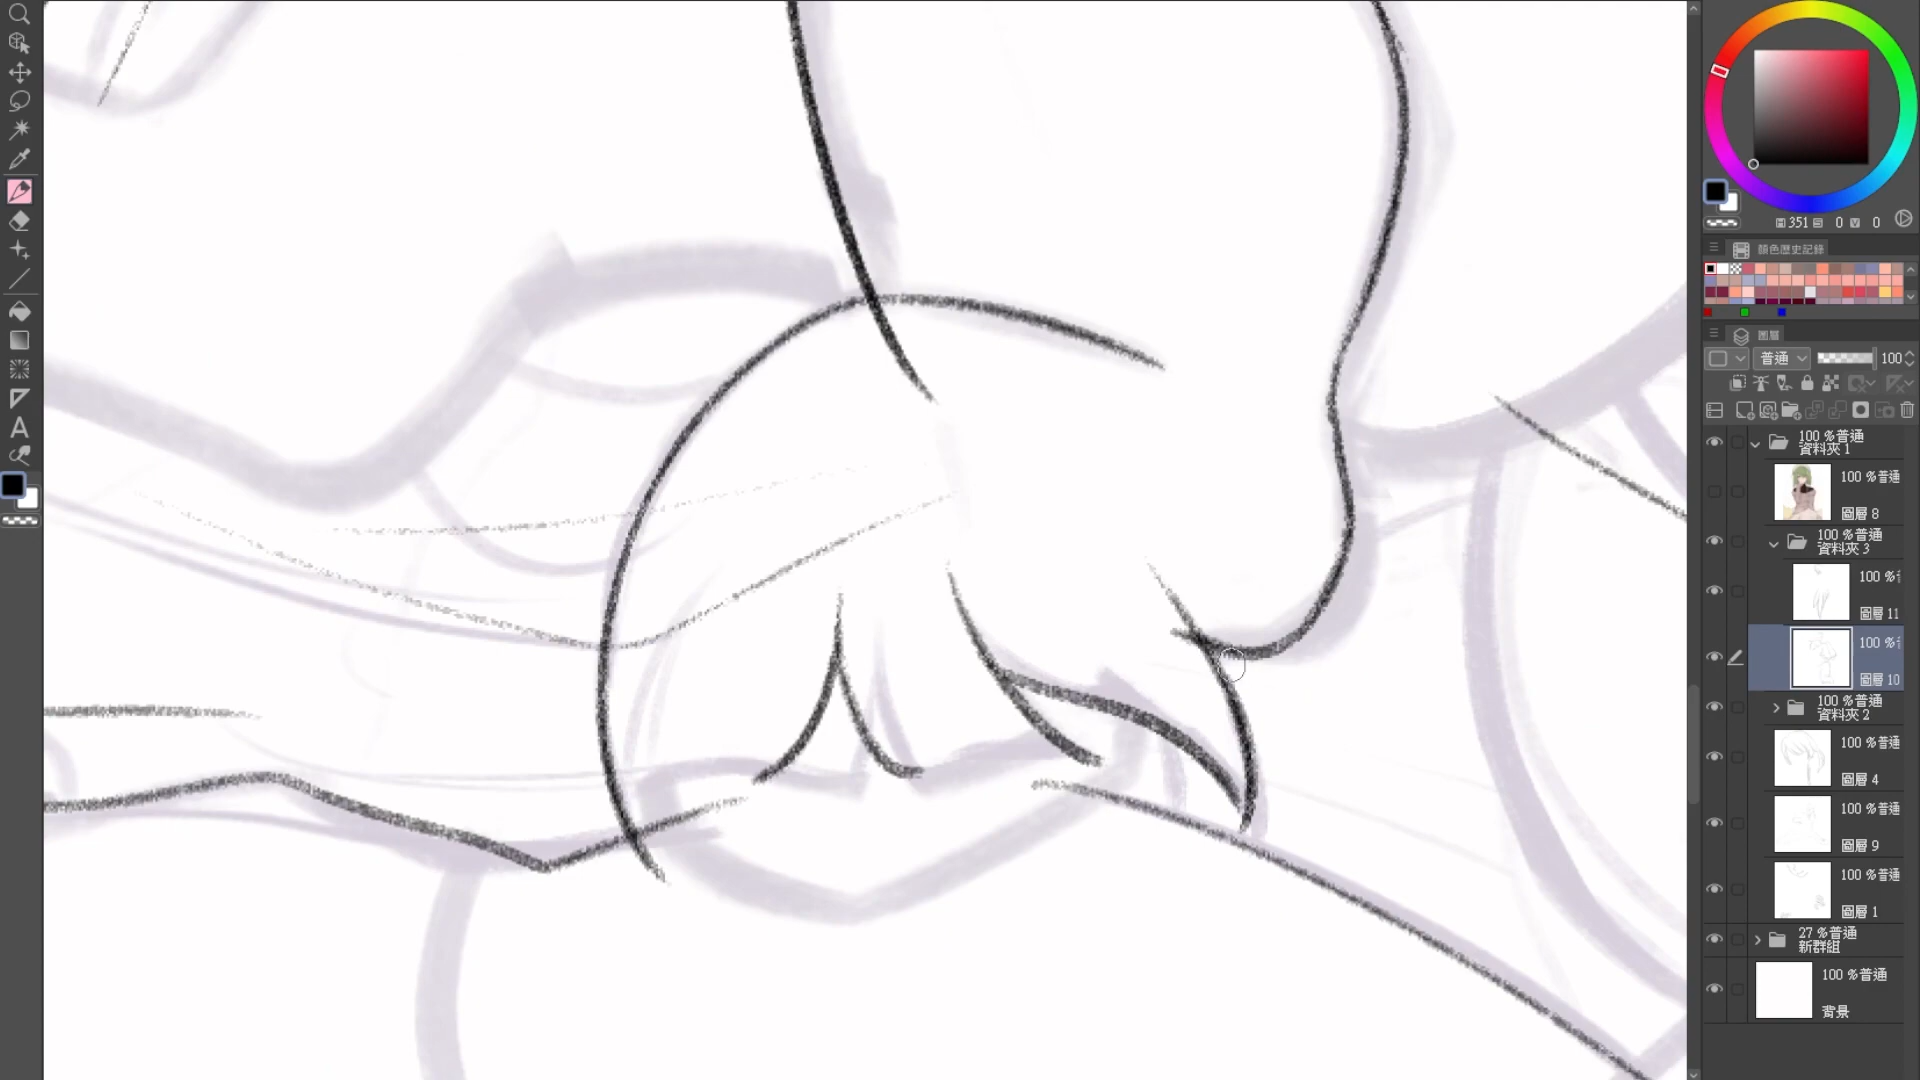 351 0 0
顏色歷史記錄
圖層
普通 100
100 %普通
資料夾 1
100 %普通
圖層 8
100 %普通
資料夾 3
100 %
圖層 11
100 %
圖層 10
100 %普通
資料夾 2
100 %普通
圖層 4
100 %普通
圖層 9
100 %普通
圖層 1
27 %普通
新群組
100 %普通
背景